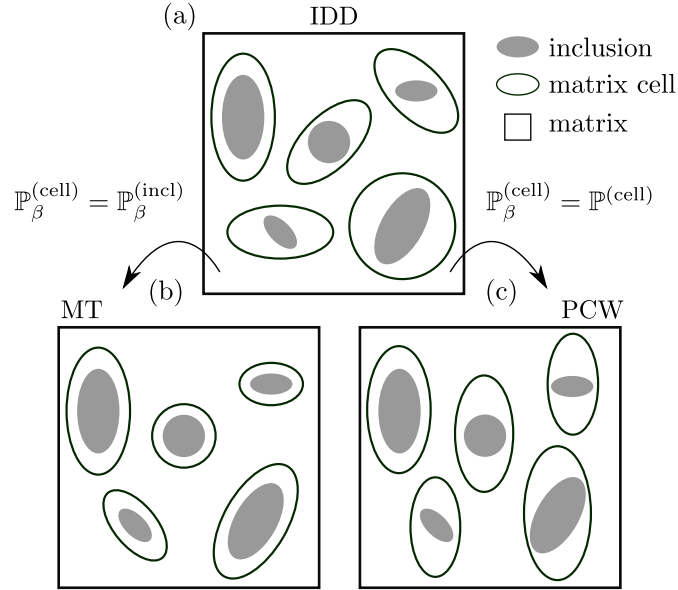 (a) IDD
inclusion
matrix cell
matrix
ℙ_β^(cell) = ℙ_β^(incl)
ℙ_β^(cell) = ℙ^(cell)
(b)
MT
(c)
PCW